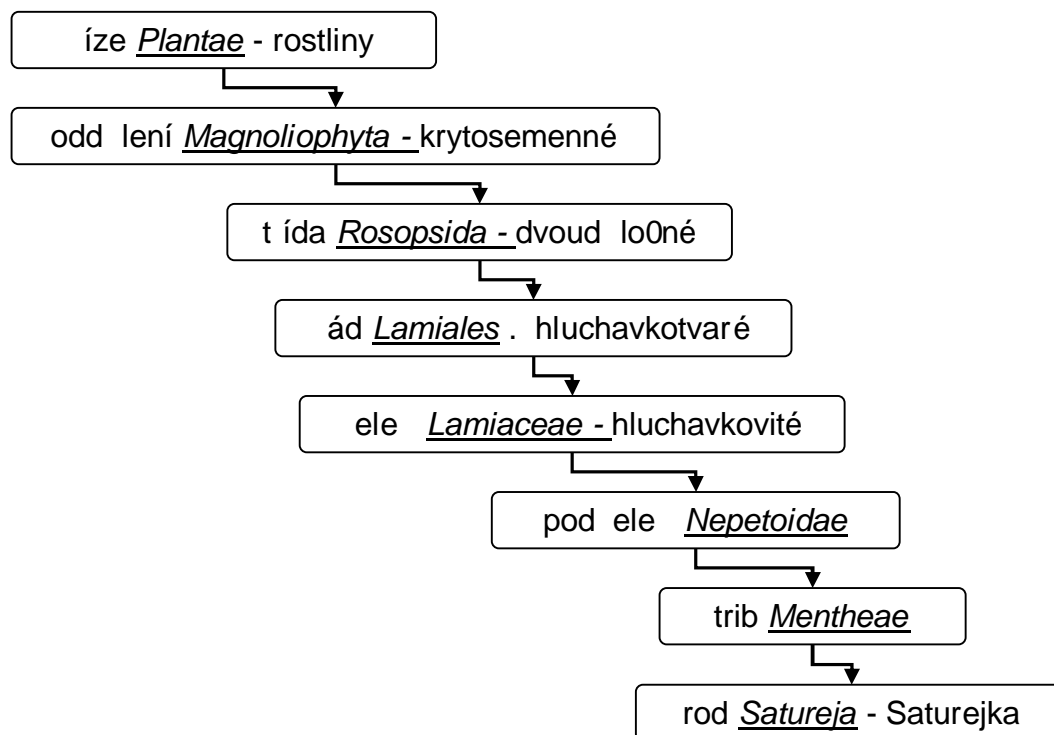 íze Plantae - rostliny
odd lení Magnoliophyta - krytosemenné
t ída Rosopsida - dvoud lo0né
ád Lamiales . hluchavkotvaré
ele Lamiaceae - hluchavkovité
pod ele Nepetoidae
trib Mentheae
rod Satureja - Saturejka